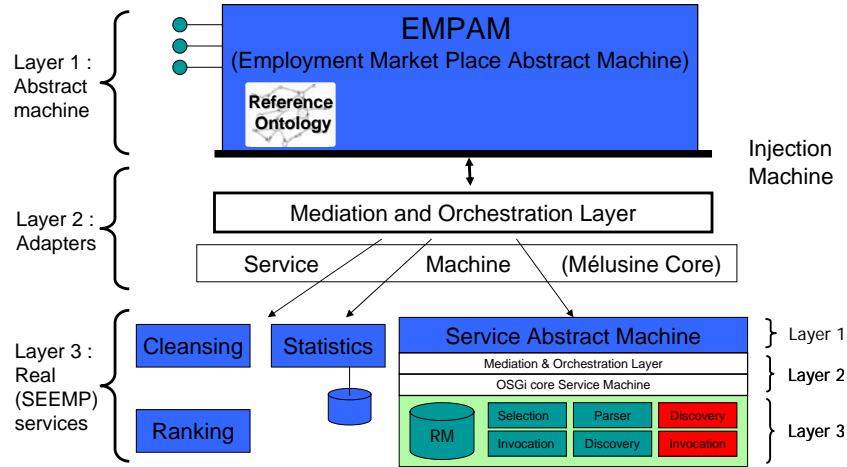 EMPAM
(Employment Market Place Abstract Machine)
Layer 1 :
Abstract
machine
Reference
Ontology
Injection
Machine
Layer 2 :
Adapters
Mediation and Orchestration Layer
Service Machine (Mélusine Core)
Layer 3 :
Real
(SEEMP)
services
Cleansing
Statistics
Ranking
Service Abstract Machine
Layer 1
Mediation & Orchestration Layer
OSGi core Service Machine
Layer 2
RM
Selection Parser Discovery
Invocation Discovery Invocation
Layer 3